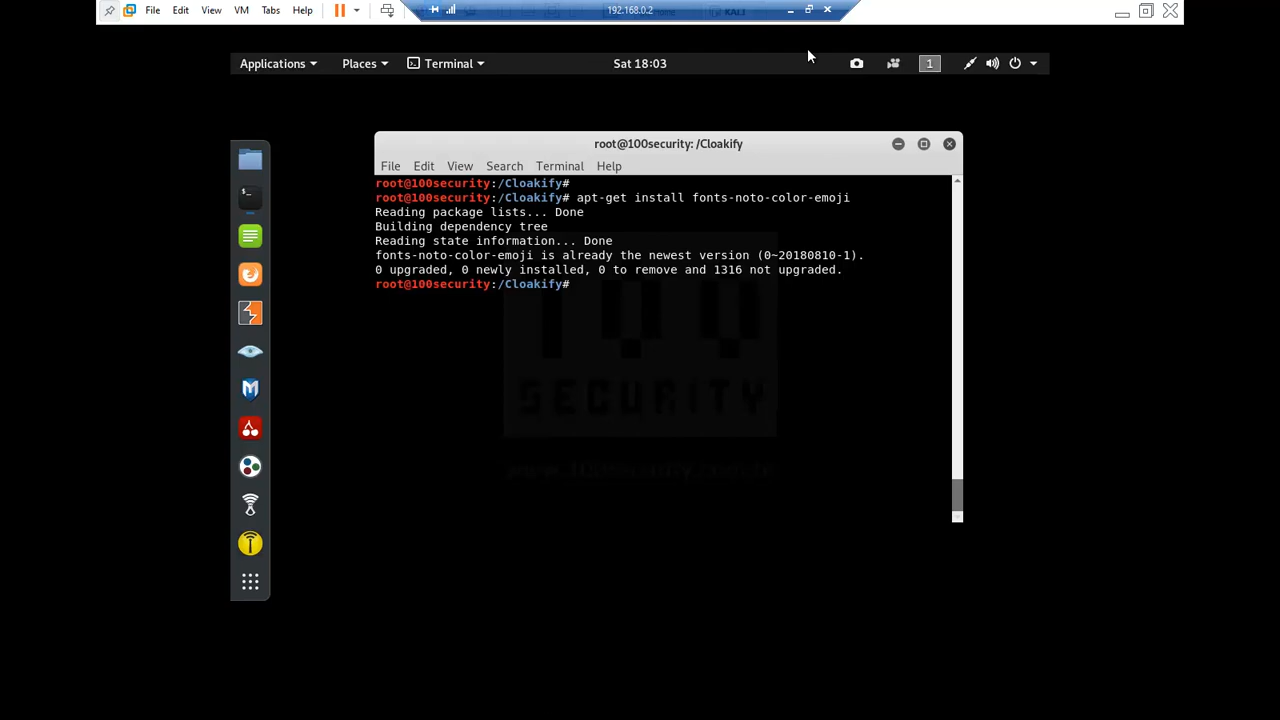 File Edit View VM Tabs Help
192.168.0.2
Applications Places Terminal Sat 18:03 1
root@100security: /Cloakify
File Edit View Search Terminal Help
root@100security:/Cloakify#
root@100security:/Cloakify# apt-get install fonts-noto-color-emoji
Reading package lists... Done
Building dependency tree
Reading state information... Done
fonts-noto-color-emoji is already the newest version (0~20180810-1).
0 upgraded, 0 newly installed, 0 to remove and 1316 not upgraded.
root@100security:/Cloakify#
100
SECURITY